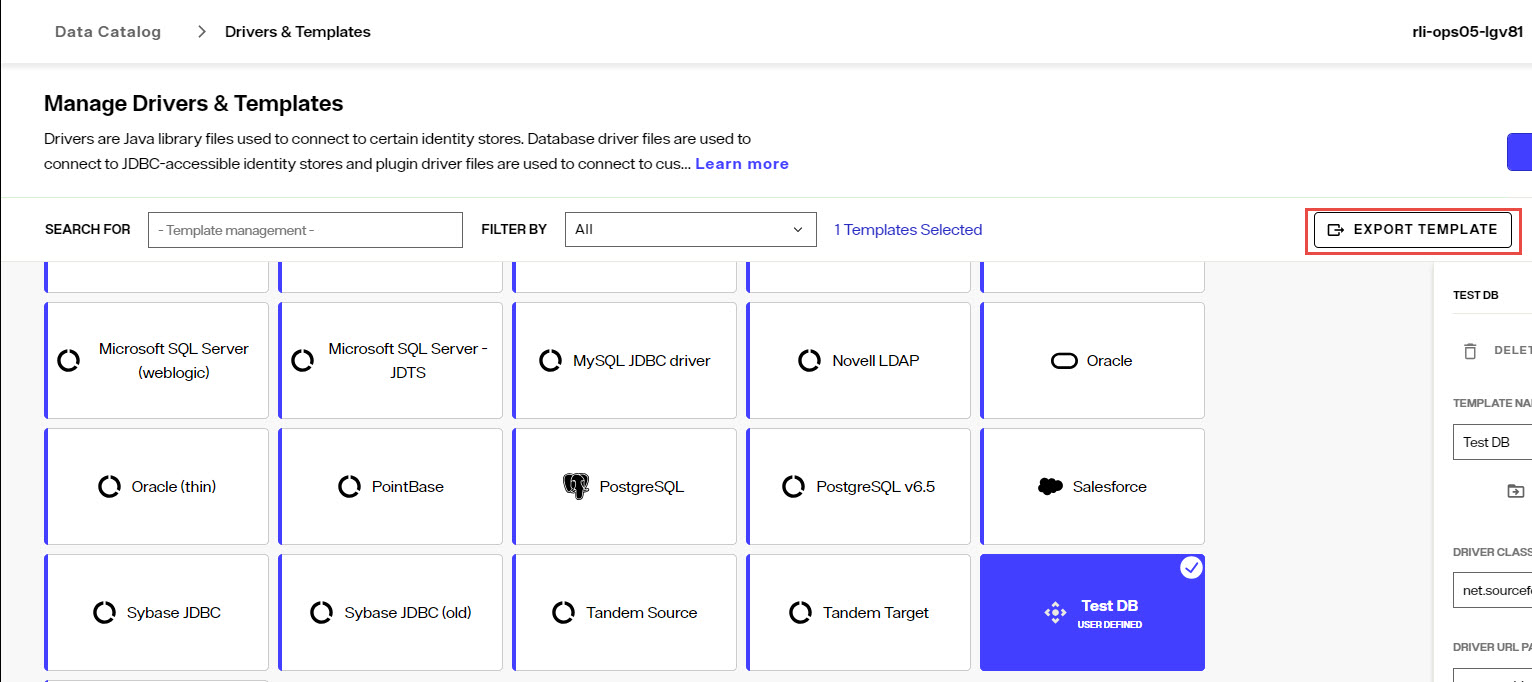 Data Catalog > Drivers & Templates
rli-ops05-lgv81
Manage Drivers & Templates
Drivers are Java library files used to connect to certain identity stores. Database driver files are used to
connect to JDBC-accessible identity stores and plugin driver files are used to connect to cus... Learn more
SEARCH FOR
- Template management -
FILTER BY
All
1 Templates Selected
EXPORT TEMPLATE
Microsoft SQL Server
(weblogic)
Microsoft SQL Server -
JDTS
MySQL JDBC driver
Novell LDAP
Oracle
Oracle (thin)
PointBase
PostgreSQL
PostgreSQL v6.5
Salesforce
Sybase JDBC
Sybase JDBC (old)
Tandem Source
Tandem Target
Test DB
USER DEFINED
TEST DB
DELET
TEMPLATE NA
Test DB
DRIVER CLASS
net.sourcefo
DRIVER URL PA